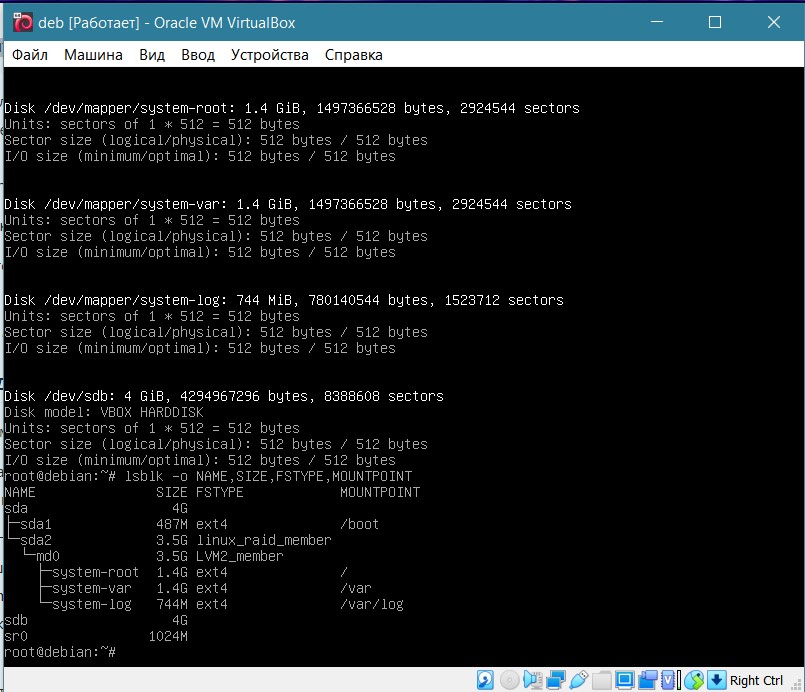 deb [Работает] - Oracle VM VirtualBox
Файл Машина Вид Ввод Устройства Справка
Disk /dev/mapper/system-root: 1.4 GiB, 1497366528 bytes, 2924544 sectors
Units: sectors of 1 * 512 = 512 bytes
Sector size (logical/physical): 512 bytes / 512 bytes
I/O size (minimum/optimal): 512 bytes / 512 bytes
Disk /dev/mapper/system-var: 1.4 GiB, 1497366528 bytes, 2924544 sectors
Units: sectors of 1 * 512 = 512 bytes
Sector size (logical/physical): 512 bytes / 512 bytes
I/O size (minimum/optimal): 512 bytes / 512 bytes
Disk /dev/mapper/system-log: 744 MiB, 780140544 bytes, 1523712 sectors
Units: sectors of 1 * 512 = 512 bytes
Sector size (logical/physical): 512 bytes / 512 bytes
I/O size (minimum/optimal): 512 bytes / 512 bytes
Disk /dev/sdb: 4 GiB, 4294967296 bytes, 8388608 sectors
Disk model: VBOX HARDDISK
Units: sectors of 1 * 512 = 512 bytes
Sector size (logical/physical): 512 bytes / 512 bytes
I/O size (minimum/optimal): 512 bytes / 512 bytes
root@debian:~# lsblk -o NAME,SIZE,FSTYPE,MOUNTPOINT
NAME SIZE FSTYPE MOUNTPOINT
sda 4G
├─sda1 487M ext4 /boot
└─sda2 3.5G linux_raid_member
└─md0 3.5G LVM2_member
├─system-root 1.4G ext4 /
├─system-var 1.4G ext4 /var
└─system-log 744M ext4 /var/log
sdb 4G
sr0 1024M
root@debian:~#
Right Ctrl